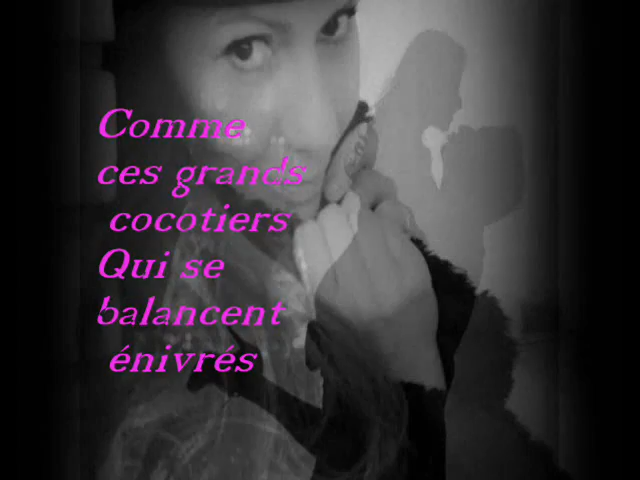 Comme
ces grands
cocotiers
Qui se
balancent
énivrés